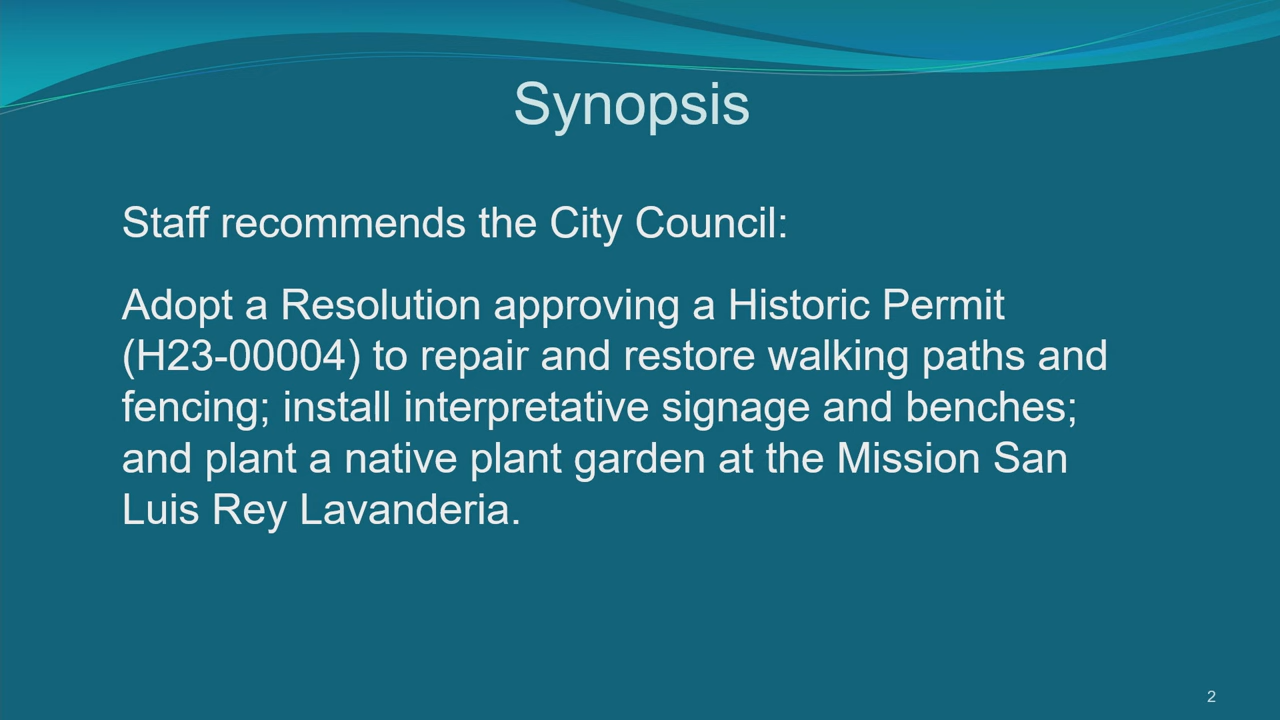 Synopsis
Staff recommends the City Council:
Adopt a Resolution approving a Historic Permit
(H23-00004) to repair and restore walking paths and
fencing; install interpretative signage and benches;
and plant a native plant garden at the Mission San
Luis Rey Lavanderia.
2